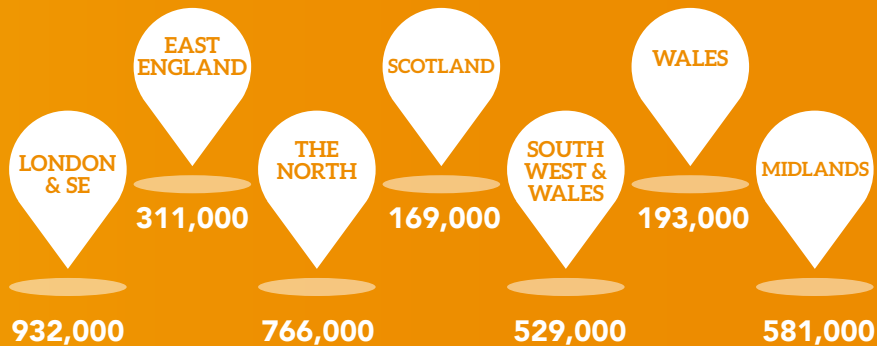 LONDON
& SE
932,000
EAST
ENGLAND
311,000
THE
NORTH
766,000
SCOTLAND
169,000
SOUTH
WEST &
WALES
529,000
WALES
193,000
MIDLANDS
581,000